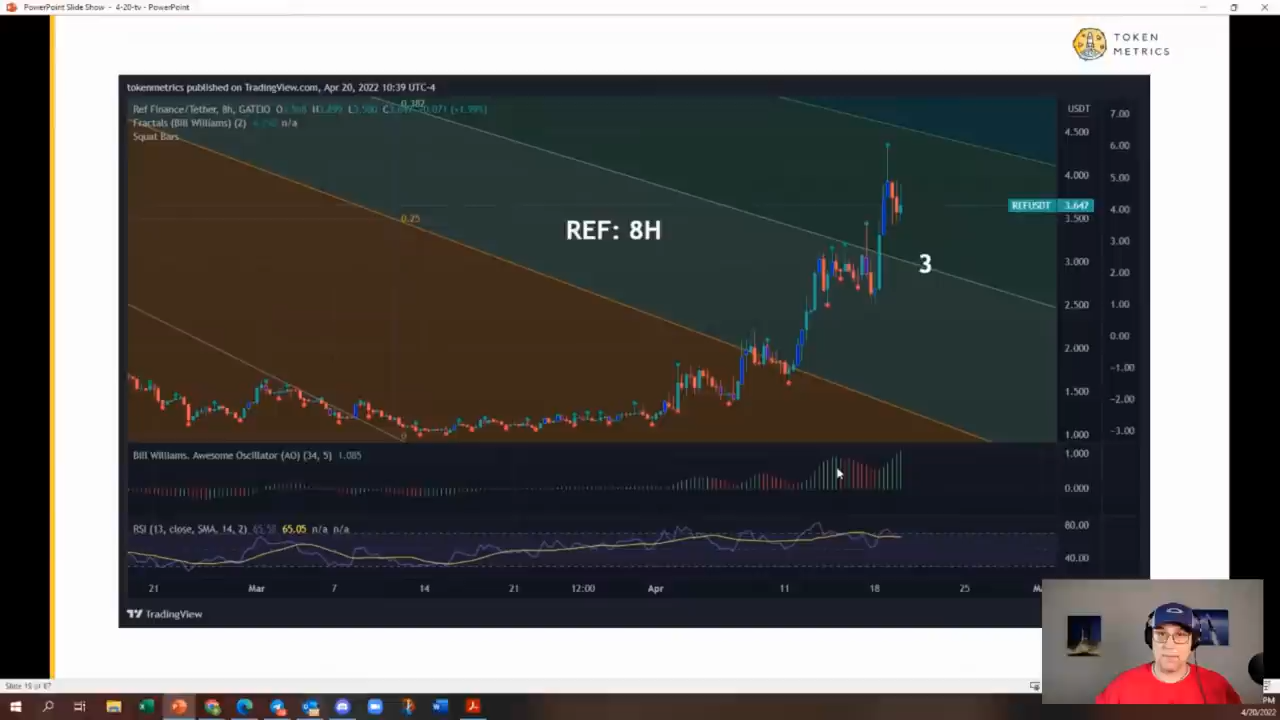 PowerPoint Slide Show - 4-20-tv - PowerPoint
TOKEN
METRICS
tokenmetrics published on TradingView.com, Apr 20, 2022 10:39 UTC-4
Ref Finance/Tether, 8h, GATEIO
Fractals (Bill Williams) (2) n/a
Squat Bars
0.382
0.25
0
REF: 8H
3
USDT
4.500
4.000
REFUSDT 3.647
3.500
3.000
2.500
2.000
1.500
1.000
7.00
6.00
5.00
4.00
3.00
2.00
1.00
0.00
-1.00
-2.00
-3.00
Bill Williams. Awesome Oscillator (AO) (34, 5) 1.085
1.000
0.000
RSI (13, close, SMA, 14, 2) 65.05 n/a n/a
80.00
40.00
21 Mar 7 14 21 12:00 Apr 11 18 25
TradingView
PM
4/20/2022